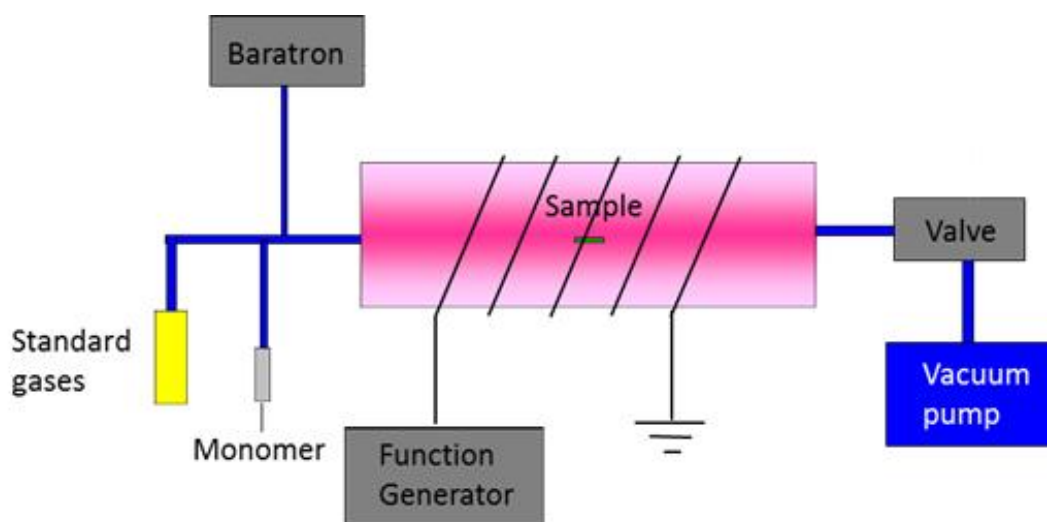 Baratron
Sample
Valve
Standard
gases
Monomer
Function
Generator
Vacuum
pump